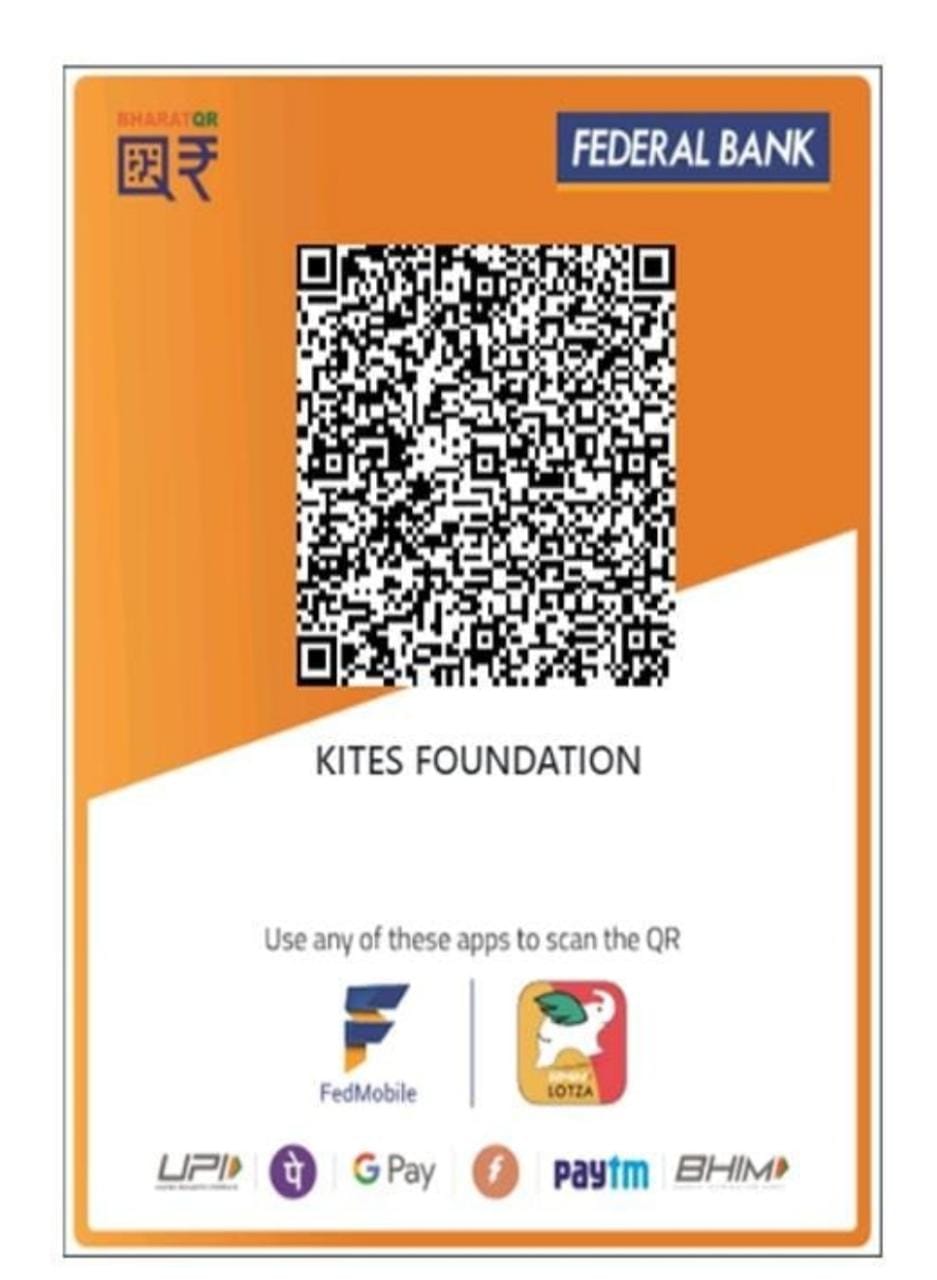 BHARATQR
FEDERAL BANK
KITES FOUNDATION
Use any of these apps to scan the QR
FedMobile
LOTZA
UPI
पे
G Pay
paytm
BHIM